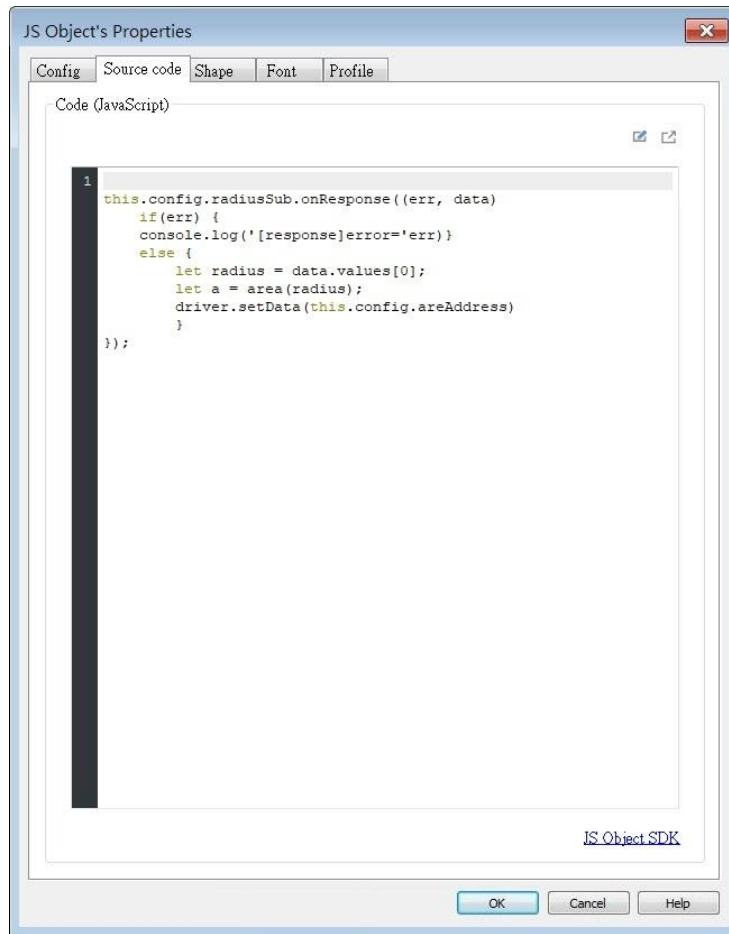 JS Object's Properties
Config Source code Shape Font Profile
Code (JavaScript)
1
this.config.radiusSub.onResponse((err, data)
if(err) {
console.log('[response]error='err)}
else {
let radius = data.values[0];
let a = area(radius);
driver.setData(this.config.areAddress)
}
});
JS Object SDK
OK Cancel Help